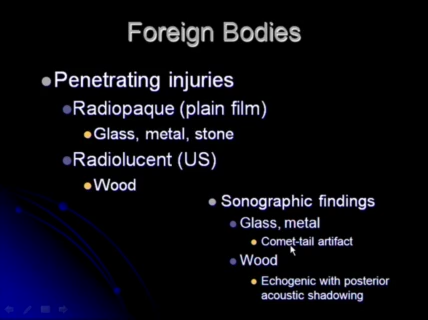 Foreign Bodies
Penetrating injuries
Radiopaque (plain film)
Glass, metal, stone
Radiolucent (US)
Wood
Sonographic findings
Glass, metal
Comet-tail artifact
Wood
Echogenic with posterior
acoustic shadowing